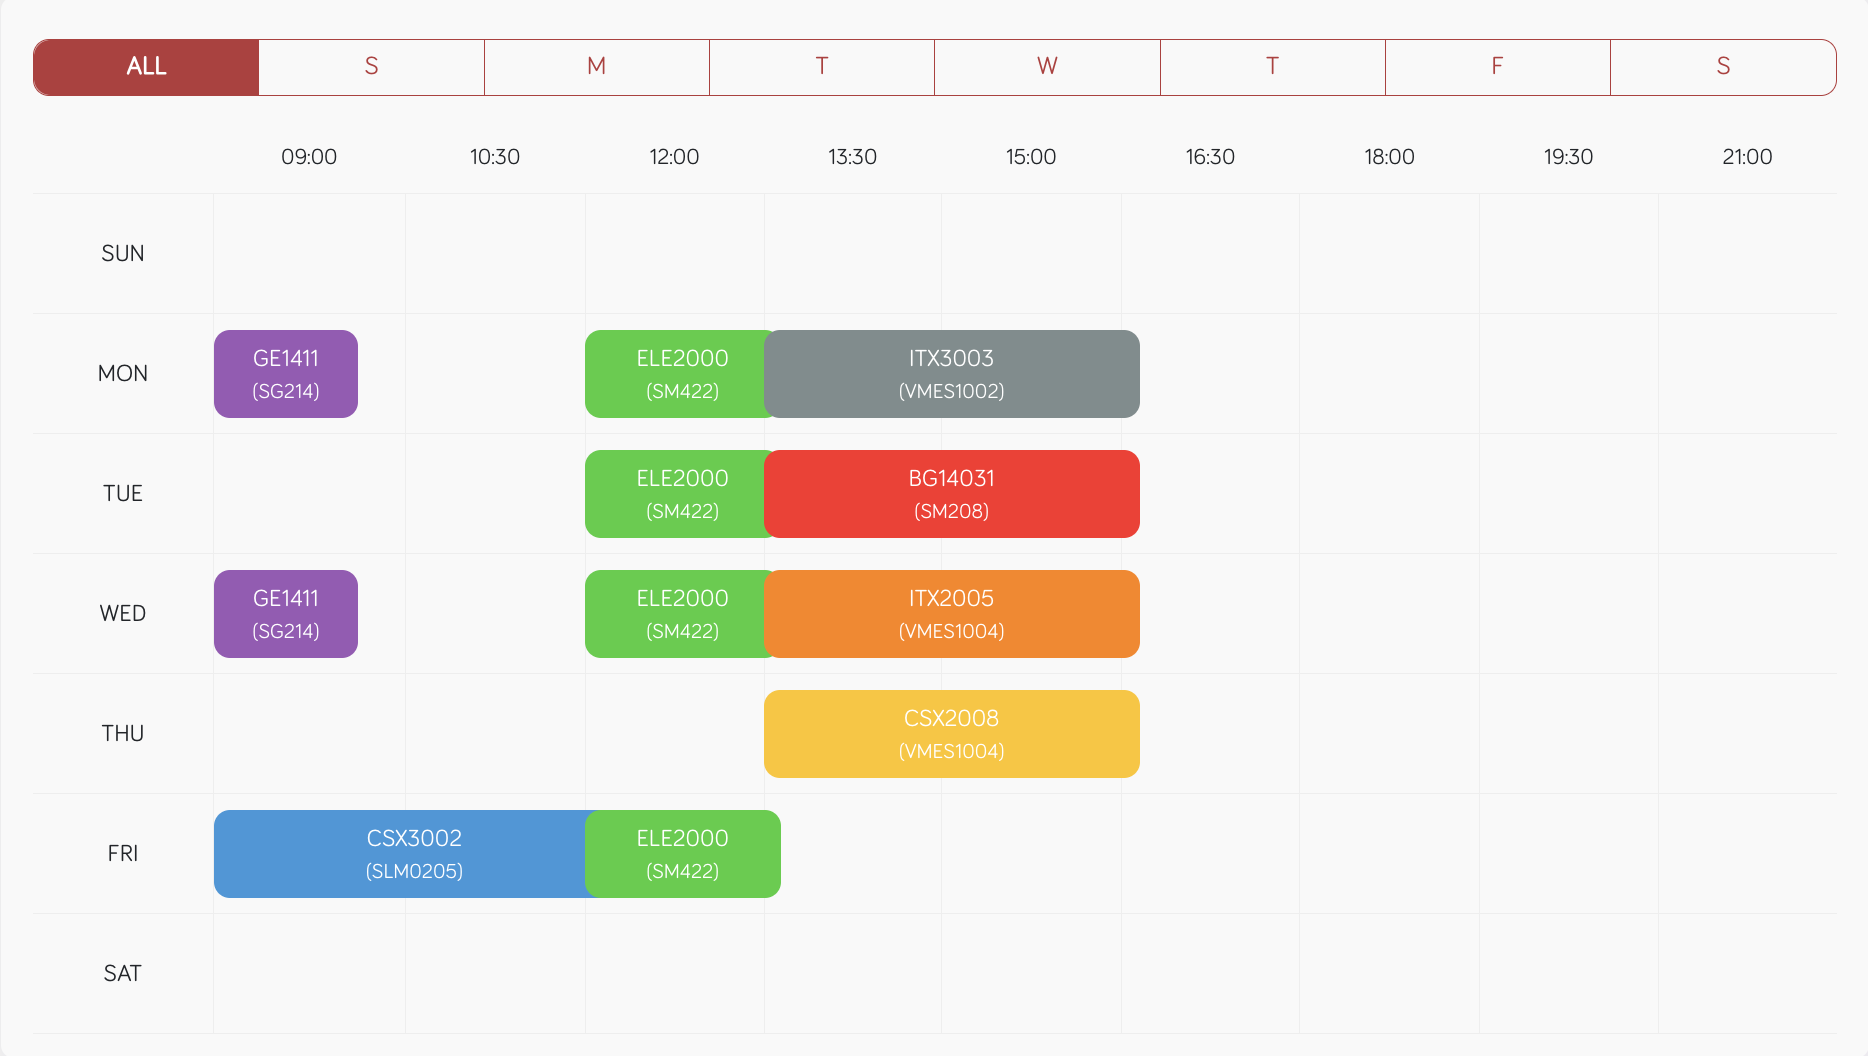 ALL S M T W T F S
09:00 10:30 12:00 13:30 15:00 16:30 18:00 19:30 21:00
SUN
MON
GE1411
(SG214)
ELE2000
(SM422)
ITX3003
(VMES1002)
TUE
ELE2000
(SM422)
BG14031
(SM208)
WED
GE1411
(SG214)
ELE2000
(SM422)
ITX2005
(VMES1004)
THU
CSX2008
(VMES1004)
FRI
CSX3002
(SLM0205)
ELE2000
(SM422)
SAT